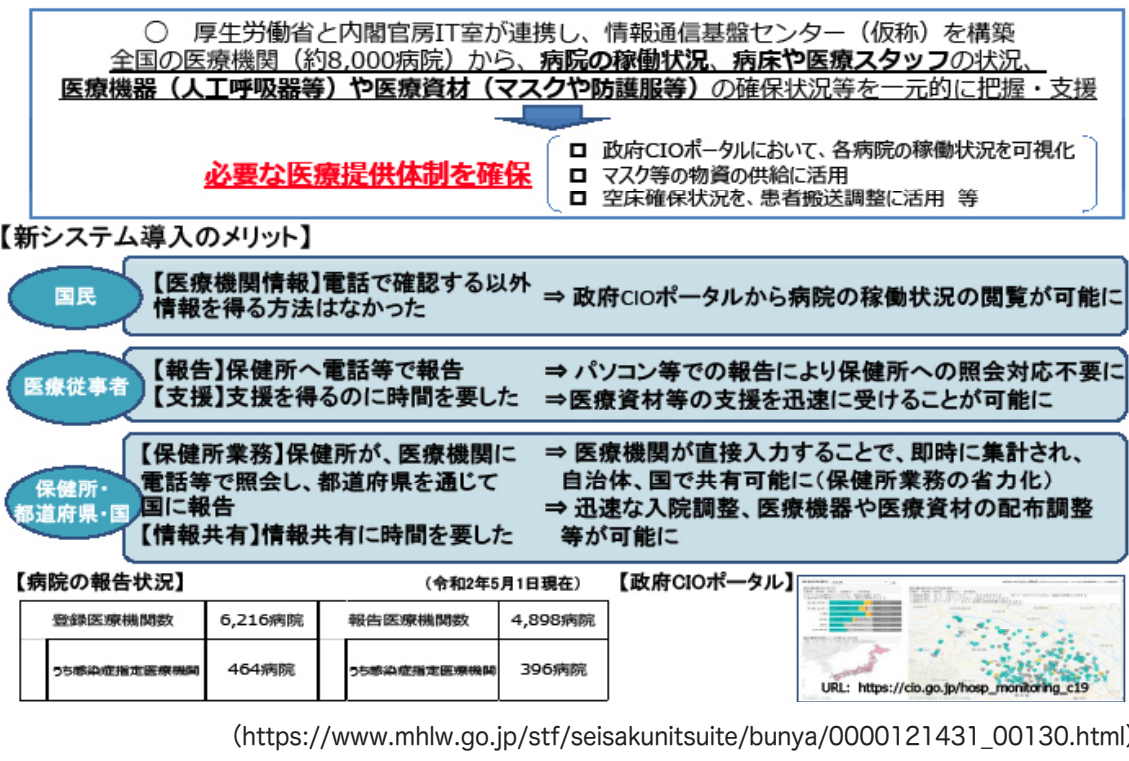 ○ 厚生労働省と内閣官房IT室が連携し、情報通信基盤センター（仮称）を構築
全国の医療機関（約8,000病院）から、病院の稼働状況、病床や医療スタッフの状況、
医療機器（人工呼吸器等）や医療資材（マスクや防護服等）の確保状況等を一元的に把握・支援
必要な医療提供体制を確保
□ 政府CIOポータルにおいて、各病院の稼働状況を可視化
□ マスク等の物資の供給に活用
□ 空床確保状況を、患者搬送調整に活用 等
【新システム導入のメリット】
国民
【医療機関情報】電話で確認する以外
情報を得る方法はなかった
⇒ 政府CIOポータルから病院の稼働状況の閲覧が可能に
医療従事者
【報告】保健所へ電話等で報告
【支援】支援を得るのに時間を要した
⇒ パソコン等での報告により保健所への照会対応不要に
⇒医療資材等の支援を迅速に受けることが可能に
保健所・
都道府県・国
【保健所業務】保健所が、医療機関に
電話等で照会し、都道府県を通じて
国に報告
【情報共有】情報共有に時間を要した
⇒ 医療機関が直接入力することで、即時に集計され、
自治体、国で共有可能に（保健所業務の省力化）
⇒ 迅速な入院調整、医療機器や医療資材の配布調整
等が可能に
【病院の報告状況】
（令和2年5月1日現在）
登録医療機関数 6,216病院 報告医療機関数 4,898病院
うち感染症指定医療機関 464病院 うち感染症指定医療機関 396病院
【政府CIOポータル】
URL: https://cio.go.jp/hosp_monitoring_c19
（https://www.mhlw.go.jp/stf/seisakunitsuite/bunya/0000121431_00130.html）